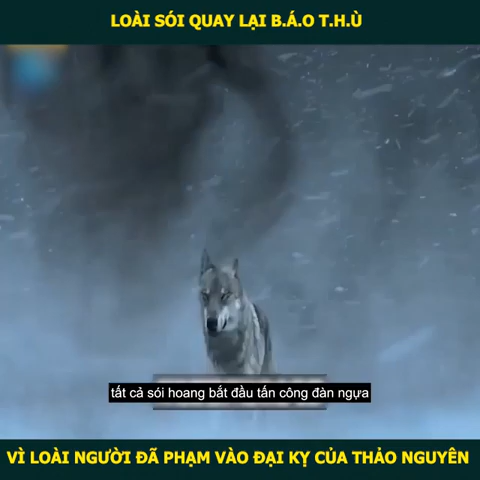 LOÀI SÓI QUAY LẠI B.Á.O T.H.Ù
tất cả sói hoang bắt đầu tấn công đàn ngựa
VÌ LOÀI NGƯỜI ĐÃ PHẠM VÀO ĐẠI KỴ CỦA THẢO NGUYÊN